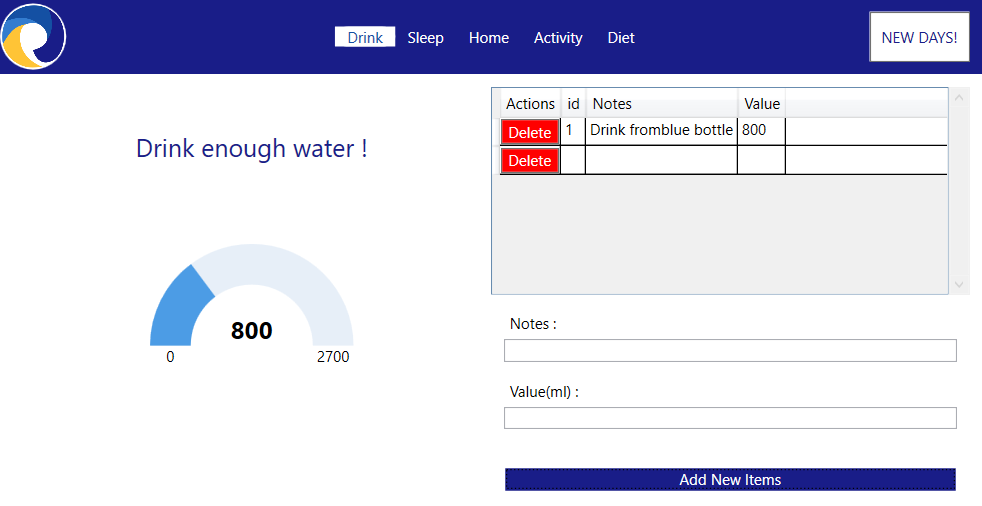 Drink Sleep Home Activity Diet NEW DAYS!
Drink enough water !
800
0 2700
Actions id Notes Value
Delete 1 Drink fromblue bottle 800
Delete
Notes :
Value(ml) :
Add New Items